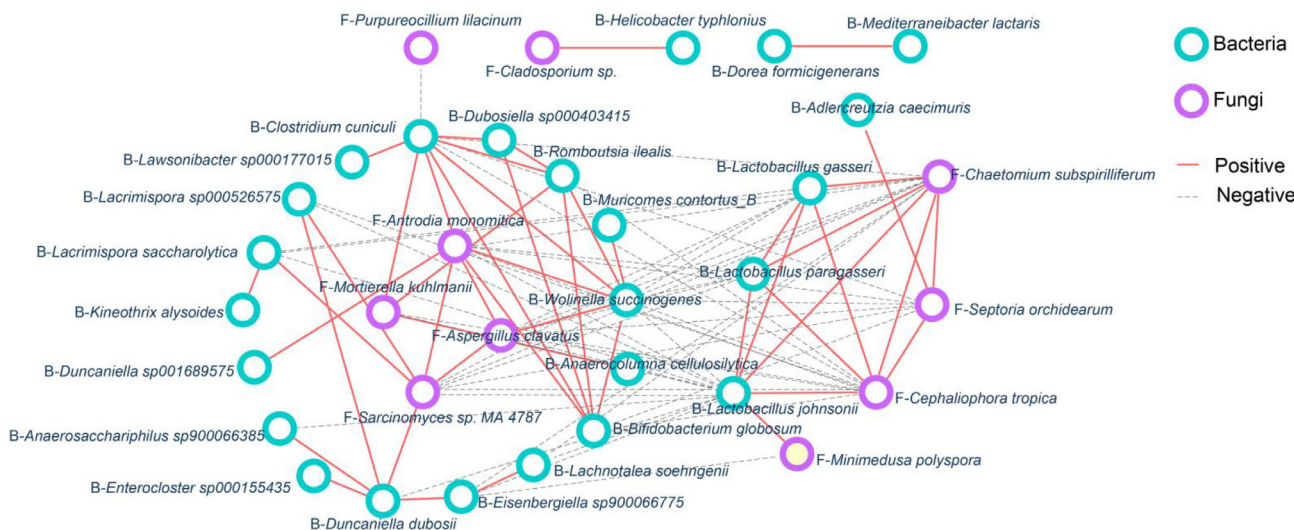 F-Purpureocillium lilacinum
B-Helicobacter typhlonius
B-Mediterraneibacter lactaris
Bacteria
F-Cladosporium sp.
B-Dorea formicigenerans
Fungi
B-Adlercreutzia caecimuris
B-Clostridium cuniculi
B-Dubosiella sp000403415
B-Lawsonibacter sp000177015
B-Romboutsia ilealis
B-Lactobacillus gasseri
Positive
F-Chaetomium subspirilliferum
B-Lacrimispora sp000526575
B-Muricomes contortus_B
Negative
F-Antrodia monomitica
B-Lacrimispora saccharolytica
B-Lactobacillus paragasseri
F-Mortierella kuhlmanii
B-Wolinella succinogenes
B-Kineothrix alysoides
F-Septoria orchidearum
F-Aspergillus clavatus
B-Anaerocolumna cellulosilytica
B-Duncaniella sp001689575
F-Cephaliophora tropica
F-Sarcinomyces sp. MA 4787
B-Lactobacillus johnsonii
B-Anaerosacchariphilus sp900066385
B-Bifidobacterium globosum
F-Minimedusa polyspora
B-Lachnotalea soehngenii
B-Enterocloster sp000155435
B-Eisenbergiella sp900066775
B-Duncaniella dubosii